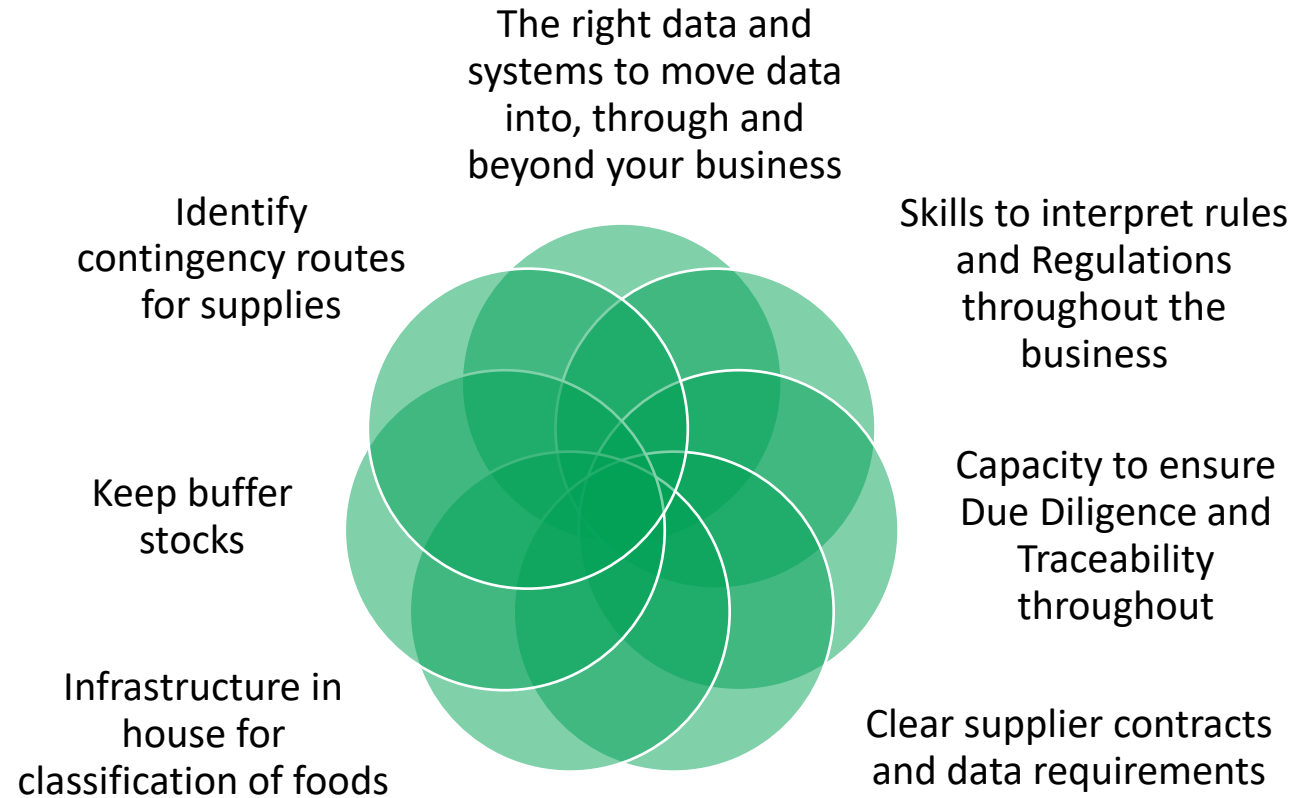 The right data and
systems to move data
into, through and
beyond your business
Skills to interpret rules
and Regulations
throughout the
business
Capacity to ensure
Due Diligence and
Traceability
throughout
Clear supplier contracts
and data requirements
Infrastructure in
house for
classification of foods
Keep buffer
stocks
Identify
contingency routes
for supplies